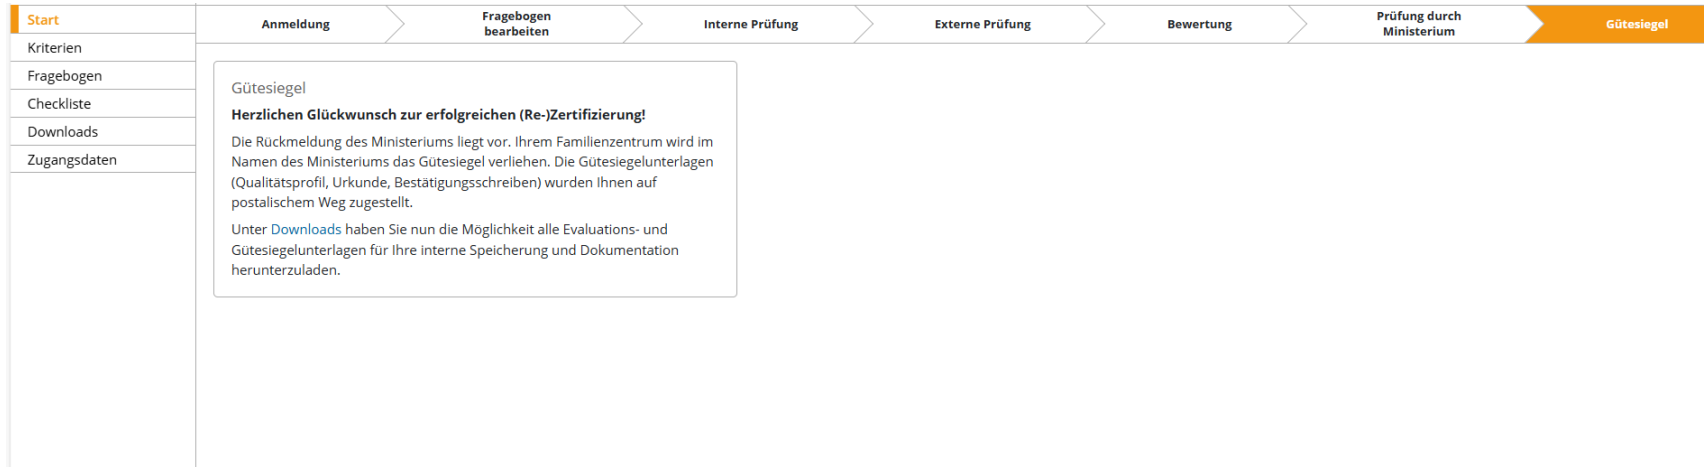 Start
Kriterien
Fragebogen
Checkliste
Downloads
Zugangsdaten
Anmeldung
Fragebogen
bearbeiten
Interne Prüfung
Externe Prüfung
Bewertung
Prüfung durch
Ministerium
Gütesiegel
Gütesiegel
Herzlichen Glückwunsch zur erfolgreichen (Re-)Zertifizierung!
Die Rückmeldung des Ministeriums liegt vor. Ihrem Familienzentrum wird im
Namen des Ministeriums das Gütesiegel verliehen. Die Gütesiegelunterlagen
(Qualitätsprofil, Urkunde, Bestätigungsschreiben) wurden Ihnen auf
postalischem Weg zugestellt.
Unter Downloads haben Sie nun die Möglichkeit alle Evaluations- und
Gütesiegelunterlagen für Ihre interne Speicherung und Dokumentation
herunterzuladen.